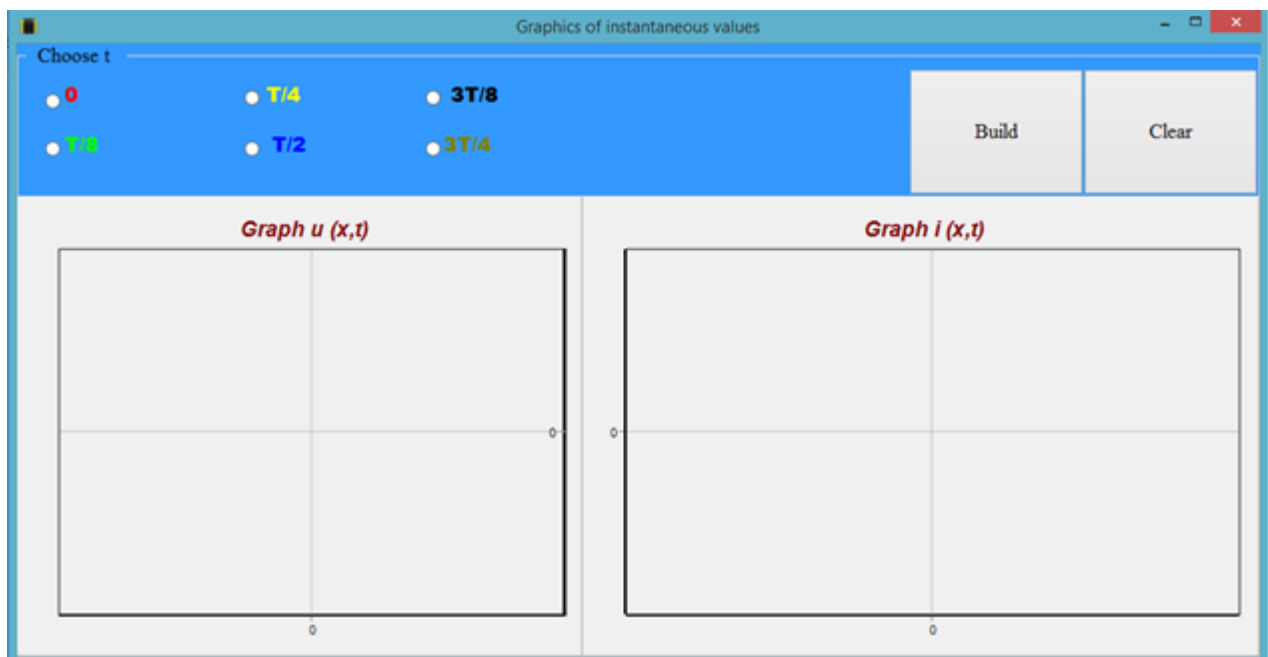 Graphics of instantaneous values
Choose t
0 T/4 3T/8
T/8 T/2 3T/4
Build Clear
Graph u (x,t) Graph i (x,t)
0 0
0 0